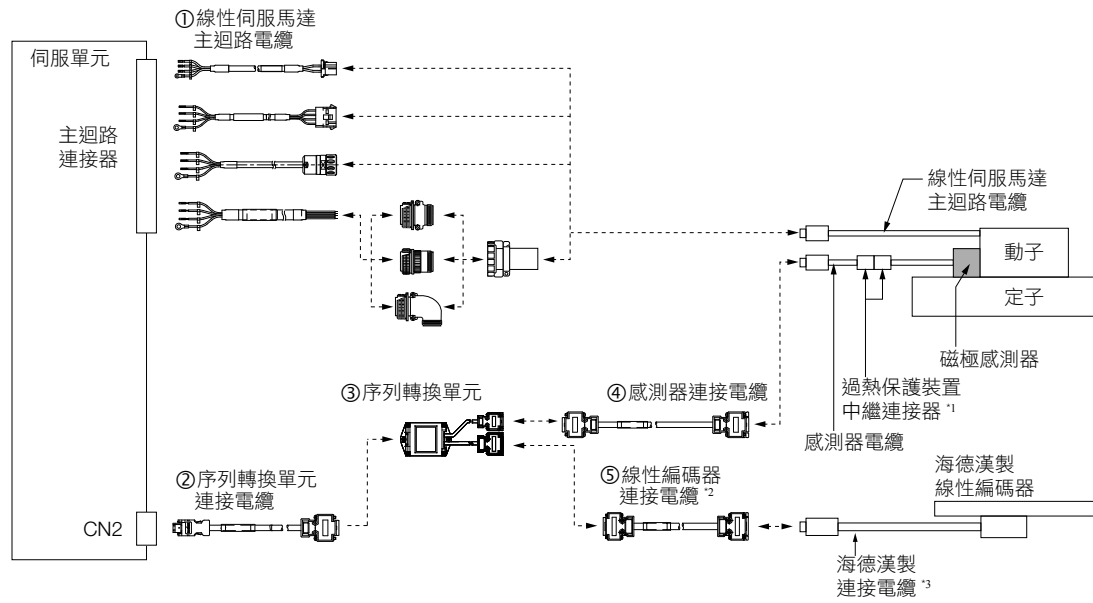 ①線性伺服馬達
主迴路電纜
伺服單元
主迴路
連接器
線性伺服馬達
主迴路電纜
動子
定子
磁極感測器
過熱保護裝置
中繼連接器 *1
感測器電纜
③序列轉換單元
④感測器連接電纜
②序列轉換單元
連接電纜
⑤線性編碼器
連接電纜 *2
海德漢製
線性編碼器
CN2
海德漢製
連接電纜 *3